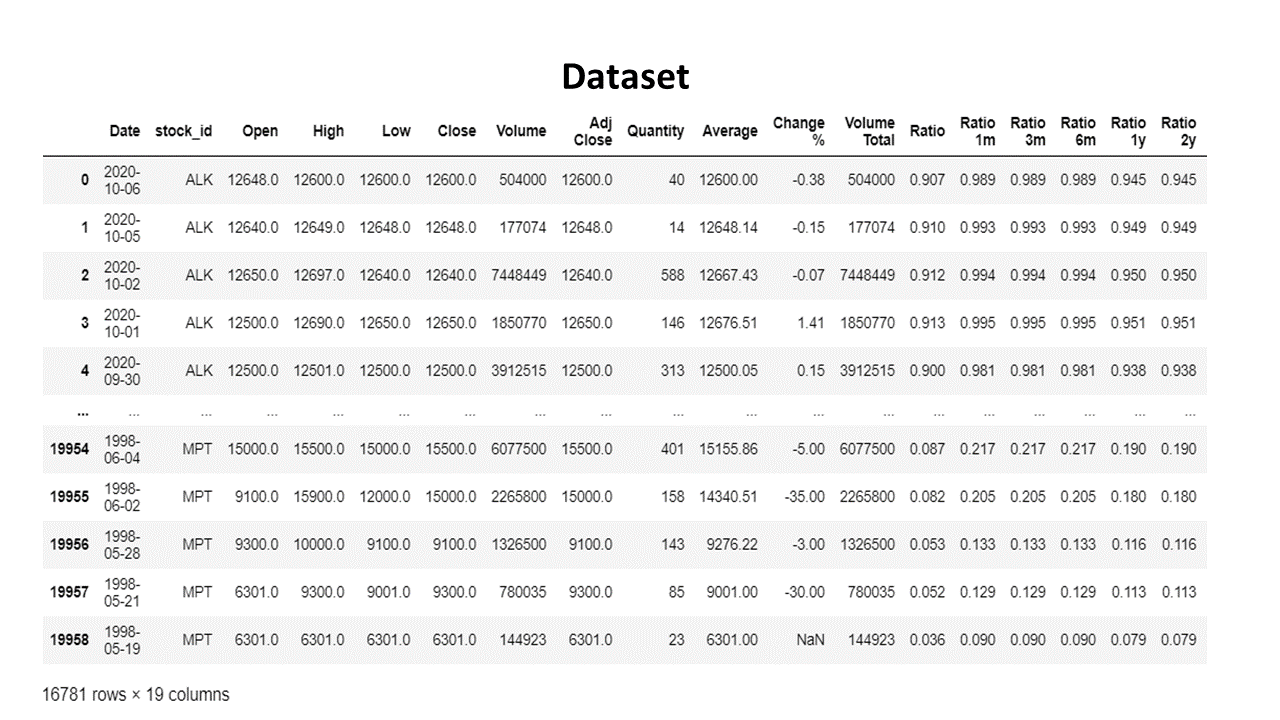 Dataset
Date stock_id Open High Low Close Volume Adj Close Quantity Average Change % Volume Total Ratio Ratio 1m Ratio 3m Ratio 6m Ratio 1y Ratio 2y
0 2020-10-06 ALK 12648.0 12600.0 12600.0 12600.0 504000 12600.0 40 12600.00 -0.38 504000 0.907 0.989 0.989 0.989 0.945 0.945
1 2020-10-05 ALK 12640.0 12649.0 12648.0 12648.0 177074 12648.0 14 12648.14 -0.15 177074 0.910 0.993 0.993 0.993 0.949 0.949
2 2020-10-02 ALK 12650.0 12697.0 12640.0 12640.0 7448449 12640.0 588 12667.43 -0.07 7448449 0.912 0.994 0.994 0.994 0.950 0.950
3 2020-10-01 ALK 12500.0 12690.0 12650.0 12650.0 1850770 12650.0 146 12676.51 1.41 1850770 0.913 0.995 0.995 0.995 0.951 0.951
4 2020-09-30 ALK 12500.0 12501.0 12500.0 12500.0 3912515 12500.0 313 12500.05 0.15 3912515 0.900 0.981 0.981 0.981 0.938 0.938
... ... ... ... ... ... ... ... ... ... ... ... ... ... ... ... ... ... ...
19954 1998-06-04 MPT 15000.0 15500.0 15000.0 15500.0 6077500 15500.0 401 15155.86 -5.00 6077500 0.087 0.217 0.217 0.217 0.190 0.190
19955 1998-06-02 MPT 9100.0 15900.0 12000.0 15000.0 2265800 15000.0 158 14340.51 -35.00 2265800 0.082 0.205 0.205 0.205 0.180 0.180
19956 1998-05-28 MPT 9300.0 10000.0 9100.0 9100.0 1326500 9100.0 143 9276.22 -3.00 1326500 0.053 0.133 0.133 0.133 0.116 0.116
19957 1998-05-21 MPT 6301.0 9300.0 9001.0 9300.0 780035 9300.0 85 9001.00 -30.00 780035 0.052 0.129 0.129 0.129 0.113 0.113
19958 1998-05-19 MPT 6301.0 6301.0 6301.0 6301.0 144923 6301.0 23 6301.00 NaN 144923 0.036 0.090 0.090 0.090 0.079 0.079
16781 rows × 19 columns